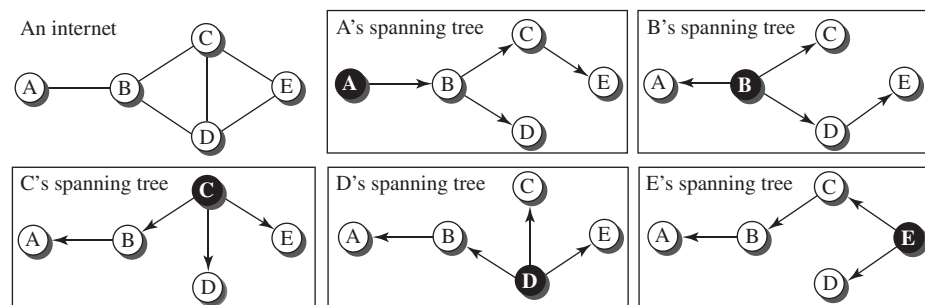 An internet
A
B
C
D
E
A's spanning tree
A
B
C
D
E
B's spanning tree
A
B
C
D
E
C's spanning tree
A
B
C
D
E
D's spanning tree
A
B
C
D
E
E's spanning tree
A
B
C
D
E